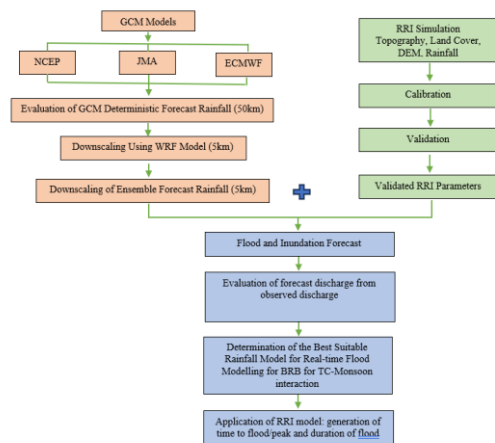 GCM Models
NCEP
JMA
ECMWF
Evaluation of GCM Deterministic Forecast Rainfall (50km)
Downscaling Using WRF Model (5km)
Downscaling of Ensemble Forecast Rainfall (5km)
RRI Simulation
Topography, Land Cover,
DEM, Rainfall
Calibration
Validation
Validated RRI Parameters
Flood and Inundation Forecast
Evaluation of forecast discharge from
observed discharge
Determination of the Best Suitable
Rainfall Model for Real-time Flood
Modelling for BRB for TC-Monsoon
interaction
Application of RRI model: generation of
time to flood/peak and duration of flood